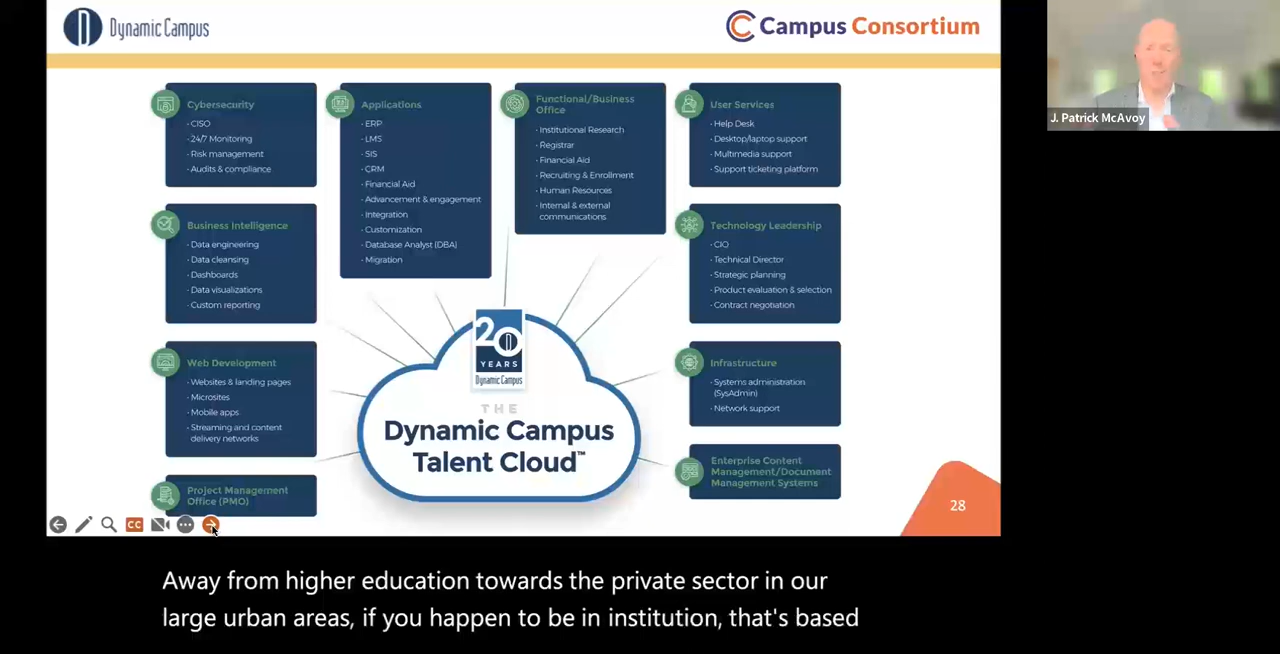 Dynamic Campus
Campus Consortium
Cybersecurity
· CISO
· 24/7 Monitoring
· Risk management
· Audits & compliance
Applications
· ERP
· LMS
· SIS
· CRM
· Financial Aid
· Advancement & engagement
· Integration
· Customization
· Database Analyst (DBA)
· Migration
Functional/Business
Office
· Institutional Research
· Registrar
· Financial Aid
· Recruiting & Enrollment
· Human Resources
· Internal & external
communications
User Services
· Help Desk
· Desktop/laptop support
· Multimedia support
· Support ticketing platform
J. Patrick McAvoy
Business Intelligence
· Data engineering
· Data cleansing
· Dashboards
· Data visualizations
· Custom reporting
Technology Leadership
· CIO
· Technical Director
· Strategic planning
· Product evaluation & selection
· Contract negotiation
Web Development
· Websites & landing pages
· Microsites
· Mobile apps
· Streaming and content
delivery networks
20
YEARS
Dynamic Campus
THE
Dynamic Campus
Talent Cloud™
Infrastructure
· Systems administration
(SysAdmin)
· Network support
Project Management
Office (PMO)
Enterprise Content
Management/Document
Management Systems
28
CC
Away from higher education towards the private sector in our
large urban areas, if you happen to be in institution, that's based